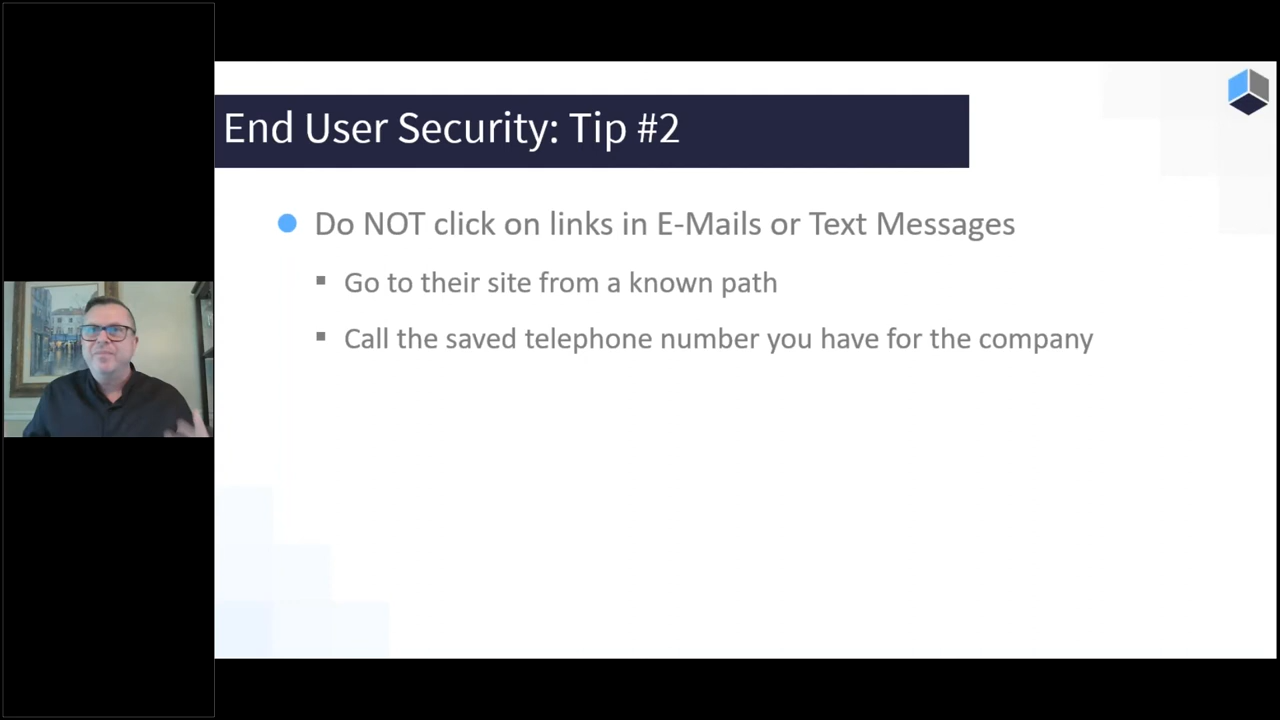 End User Security: Tip #2
Do NOT click on links in E-Mails or Text Messages
Go to their site from a known path
Call the saved telephone number you have for the company